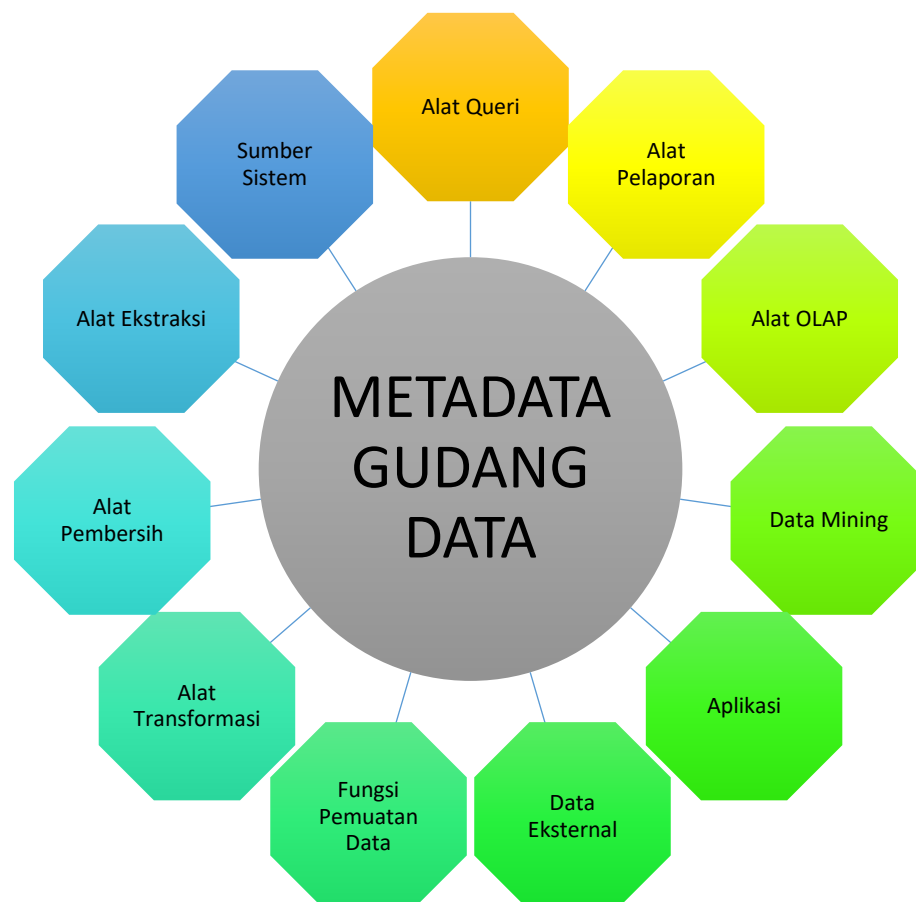 Alat Queri
Alat
Pelaporan
Alat OLAP
Data Mining
Aplikasi
Data
Eksternal
Fungsi
Pemuatan
Data
Alat
Transformasi
Alat
Pembersih
Alat Ekstraksi
Sumber
Sistem
METADATA
GUDANG
DATA